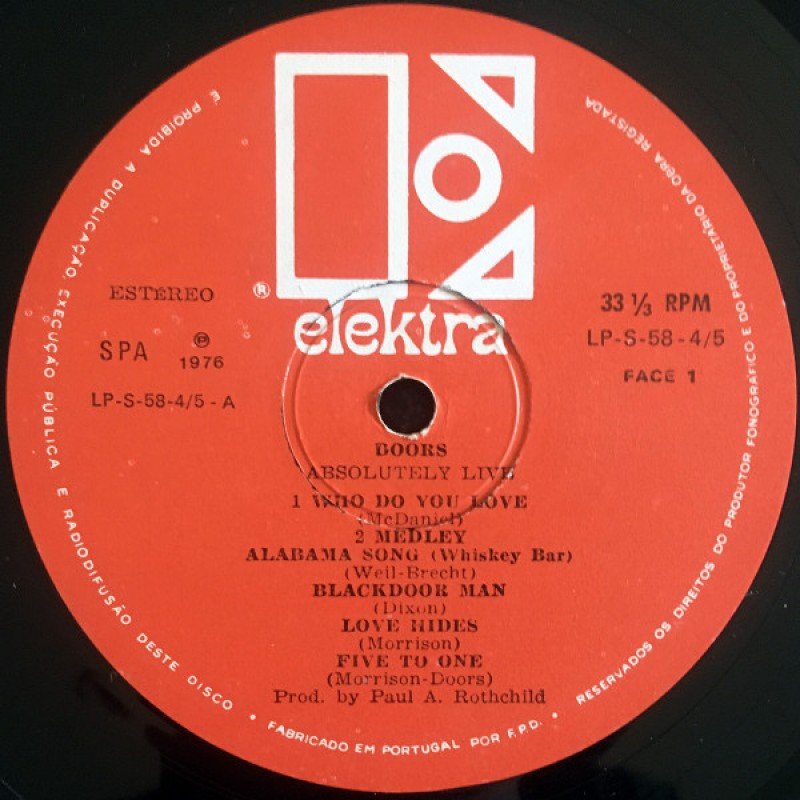 elektra
®
ESTÉREO
SPA ℗ 1976
LP-S-58-4/5 - A
33 ⅓ RPM
LP-S-58-4/5
FACE 1
DOORS
ABSOLUTELY LIVE
1 WHO DO YOU LOVE
(McDaniel)
2 MEDLEY
ALABAMA SONG (Whiskey Bar)
(Weil-Brecht)
BLACKDOOR MAN
(Dixon)
LOVE HIDES
(Morrison)
FIVE TO ONE
(Morrison-Doors)
Prod. by Paul A. Rothchild
É PROIBIDA A DUPLICAÇÃO, EXECUÇÃO PÚBLICA E RADIODIFUSÃO DESTE DISCO • FABRICADO EM PORTUGAL POR F.P.D. • RESERVADOS OS DIREITOS DO PRODUTOR FONOGRÁFICO E DO PROPRIETÁRIO DA OBRA REGISTADA